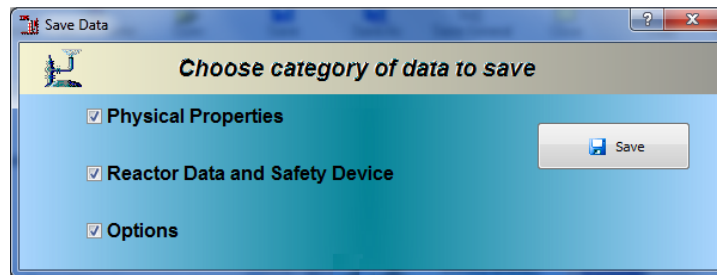 Save Data
?
Choose category of data to save
Physical Properties
Save
Reactor Data and Safety Device
Options